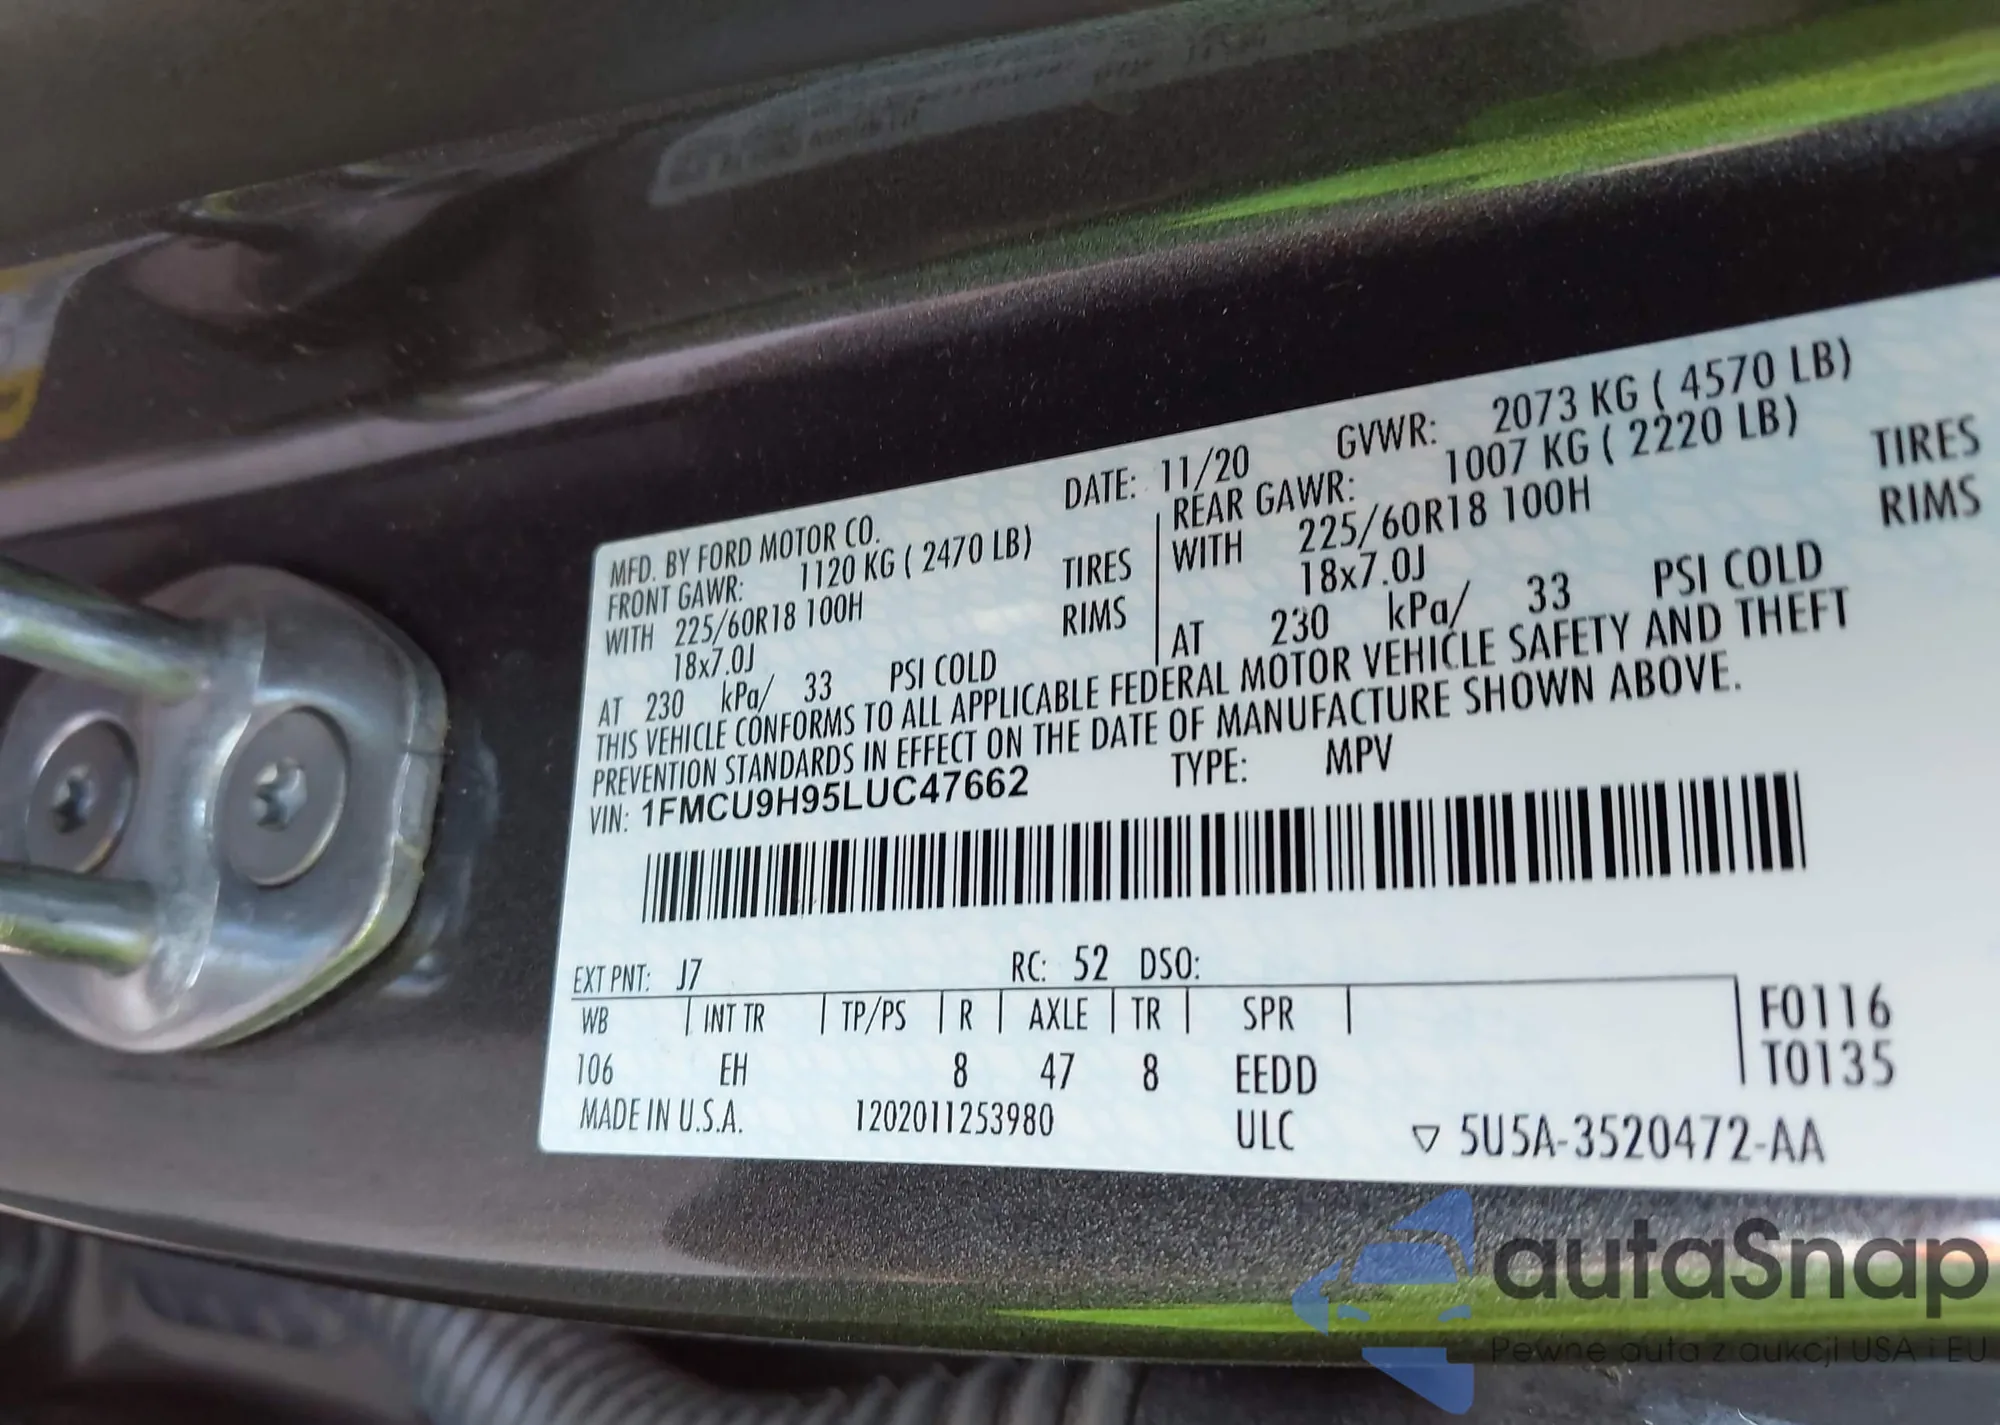 MFD. BY FORD MOTOR CO. DATE: 11/20 GVWR: 2073 KG ( 4570 LB)
FRONT GAWR: 1120 KG ( 2470 LB) REAR GAWR: 1007 KG ( 2220 LB)
WITH 225/60R18 100H TIRES WITH 225/60R18 100H TIRES
18x7.0J RIMS 18x7.0J RIMS
AT 230 kPa/ 33 PSI COLD AT 230 kPa/ 33 PSI COLD
THIS VEHICLE CONFORMS TO ALL APPLICABLE FEDERAL MOTOR VEHICLE SAFETY AND THEFT
PREVENTION STANDARDS IN EFFECT ON THE DATE OF MANUFACTURE SHOWN ABOVE.
VIN: 1FMCU9H95LUC47662 TYPE: MPV
EXT PNT: J7 RC: 52 DSO:
WB INT TR TP/PS R AXLE TR SPR F0116
106 EH 8 47 8 EEDD T0135
MADE IN U.S.A. 1202011253980 ULC ▽ 5U5A-3520472-AA
autaSnap
Pewne auta z aukcji USA i EU